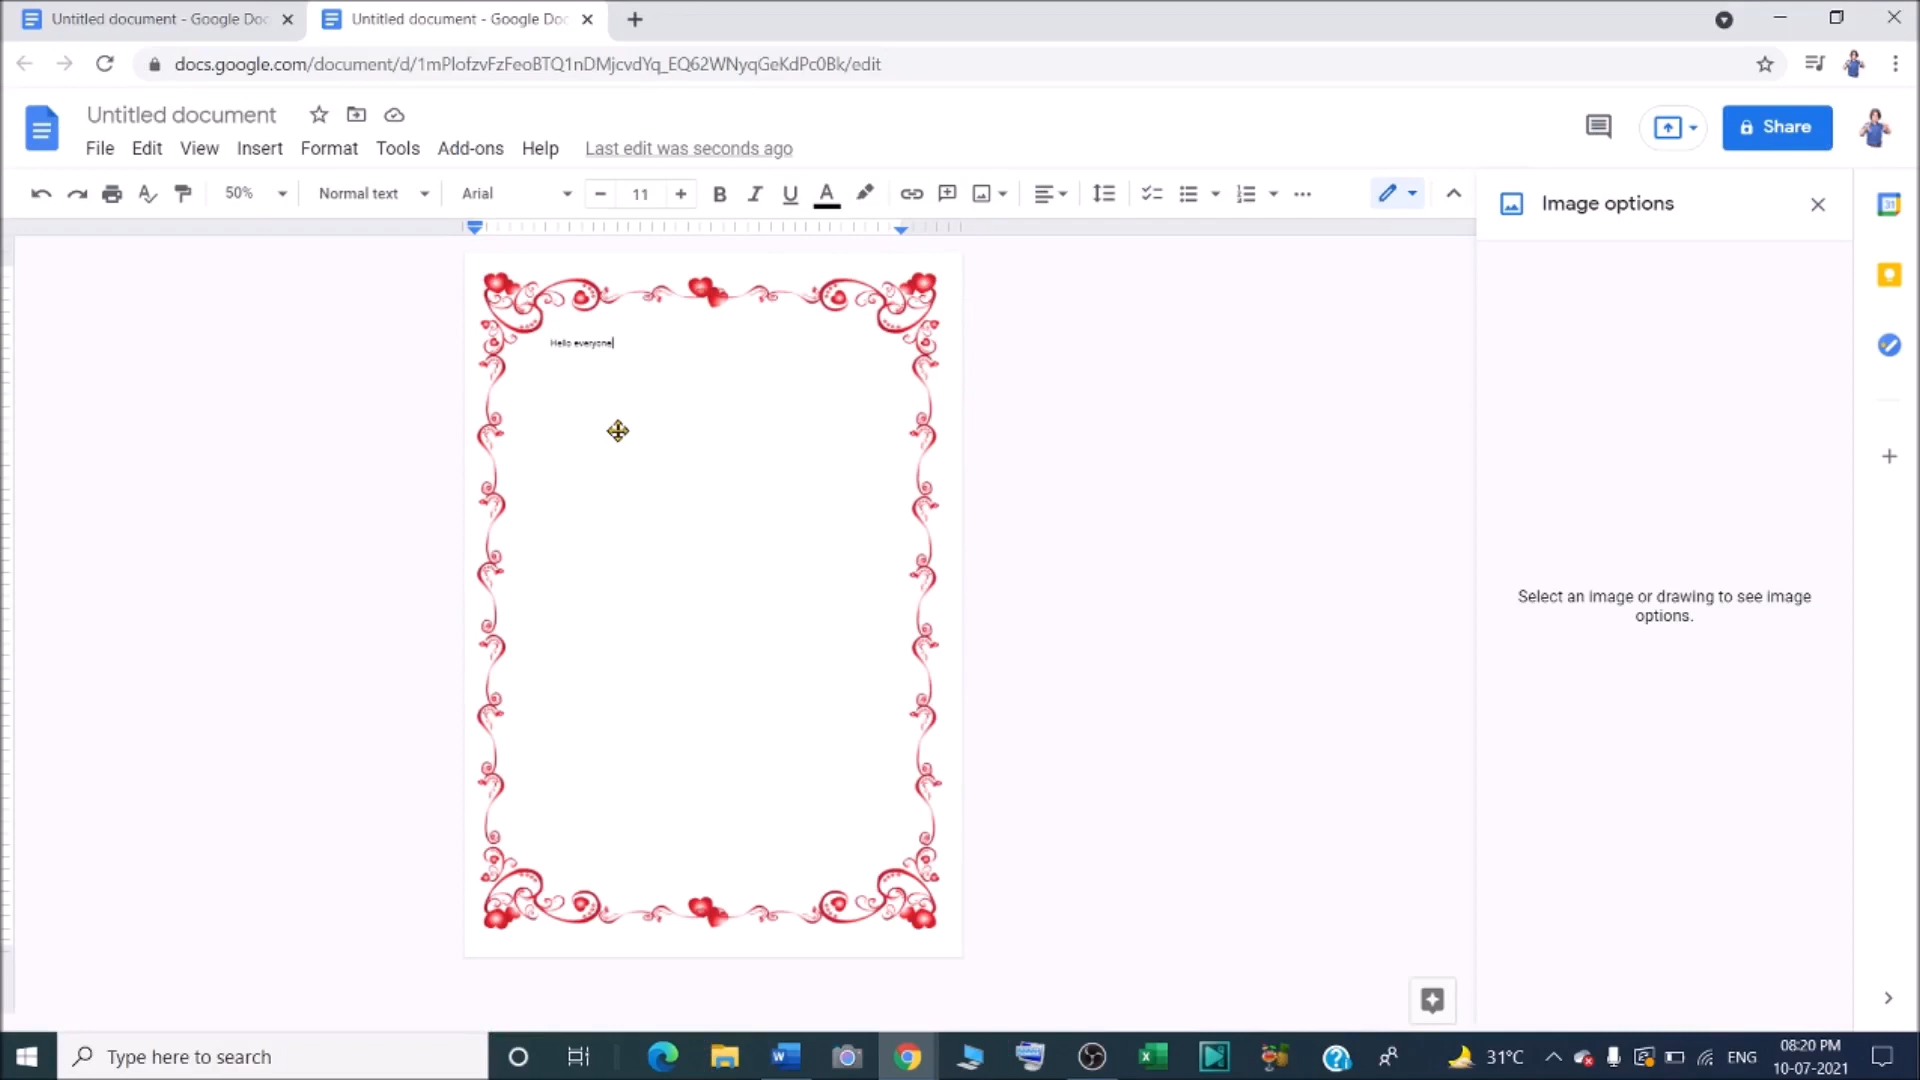 Untitled document - Google Doc
Untitled document - Google Doc
docs.google.com/document/d/1mPlofzvFzFeoBTQ1nDMjcvdYq_EQ62WNyqGeKdPc0Bk/edit
Untitled document
Share
File Edit View Insert Format Tools Add-ons Help Last edit was seconds ago
50% Normal text Arial 11 B I U A
Image options
31
Hello everyone
Select an image or drawing to see image
options.
Type here to search
31°C
ENG
08:20 PM
10-07-2021